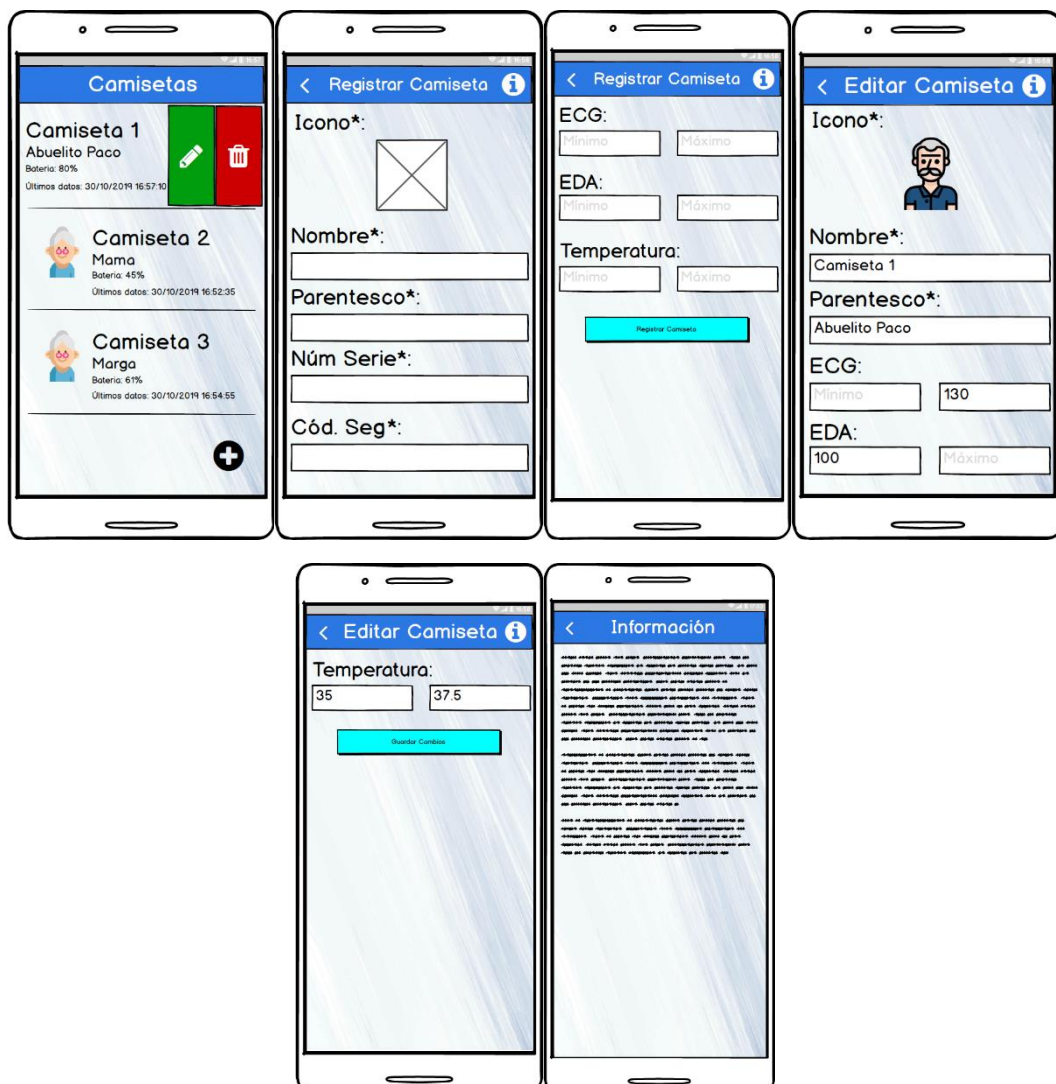 Camisetas
Camiseta 1
Abuelito Paco
Bateria: 80%
Últimos datos: 30/10/2019 16:57:10
Camiseta 2
Mama
Bateria: 45%
Últimos datos: 30/10/2019 16:52:35
Camiseta 3
Marga
Bateria: 61%
Últimos datos: 30/10/2019 16:54:55
Registrar Camiseta
Icono*:
Nombre*:
Parentesco*:
Núm Serie*:
Cód. Seg*:
Registrar Camiseta
ECG:
Mínimo Máximo
EDA:
Mínimo Máximo
Temperatura:
Mínimo Máximo
Registrar Camiseta
Editar Camiseta
Icono*:
Nombre*:
Camiseta 1
Parentesco*:
Abuelito Paco
ECG:
Mínimo 130
EDA:
100 Máximo
Editar Camiseta
Temperatura:
35 37.5
Guardar Cambios
Información